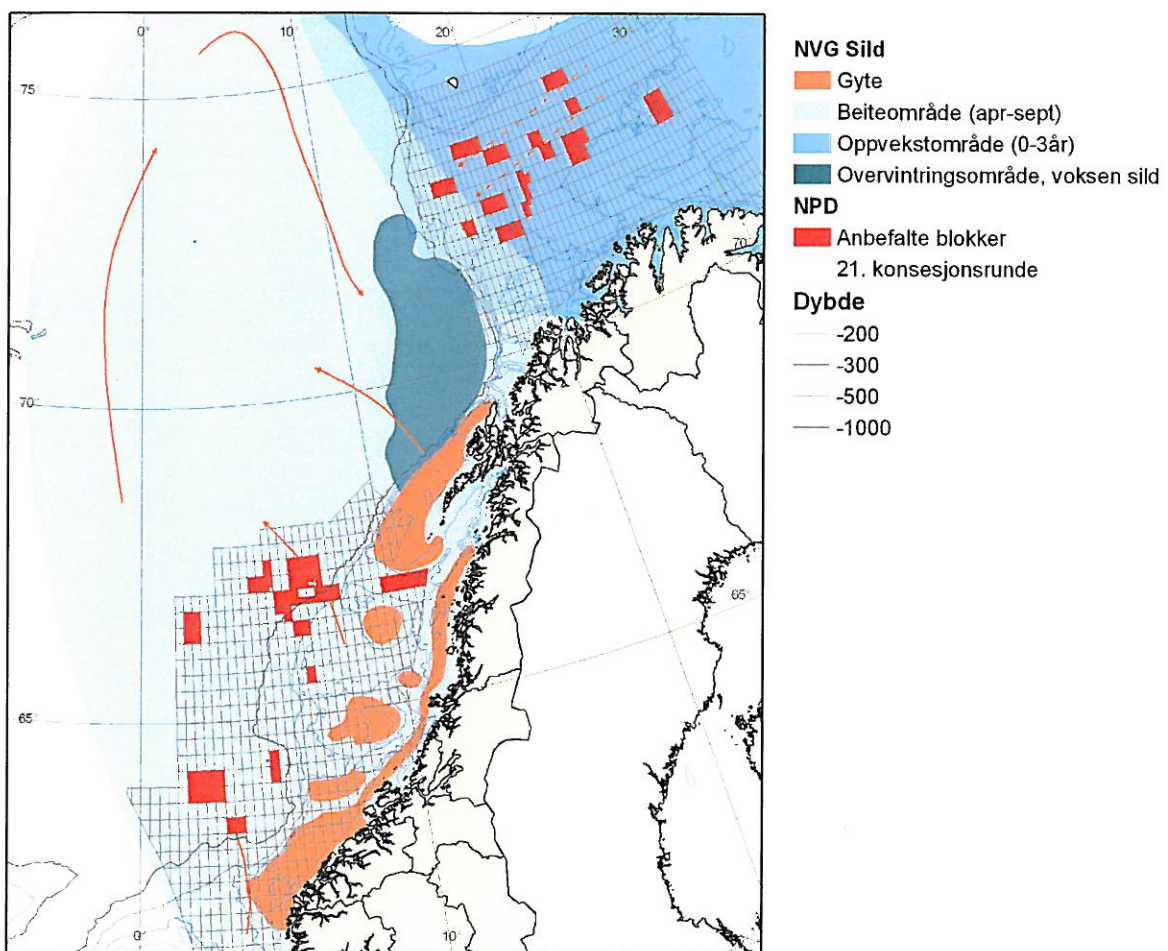 0°
10°
20°
30°
75°
70°
70°
65°
65°
0°
10°
NVG Sild
Gyte
Beiteområde (apr-sept)
Oppvekstområde (0-3år)
Overvintringsområde, voksen sild
NPD
Anbefalte blokker
21. konsesjonsrunde
Dybde
-200
-300
-500
-1000